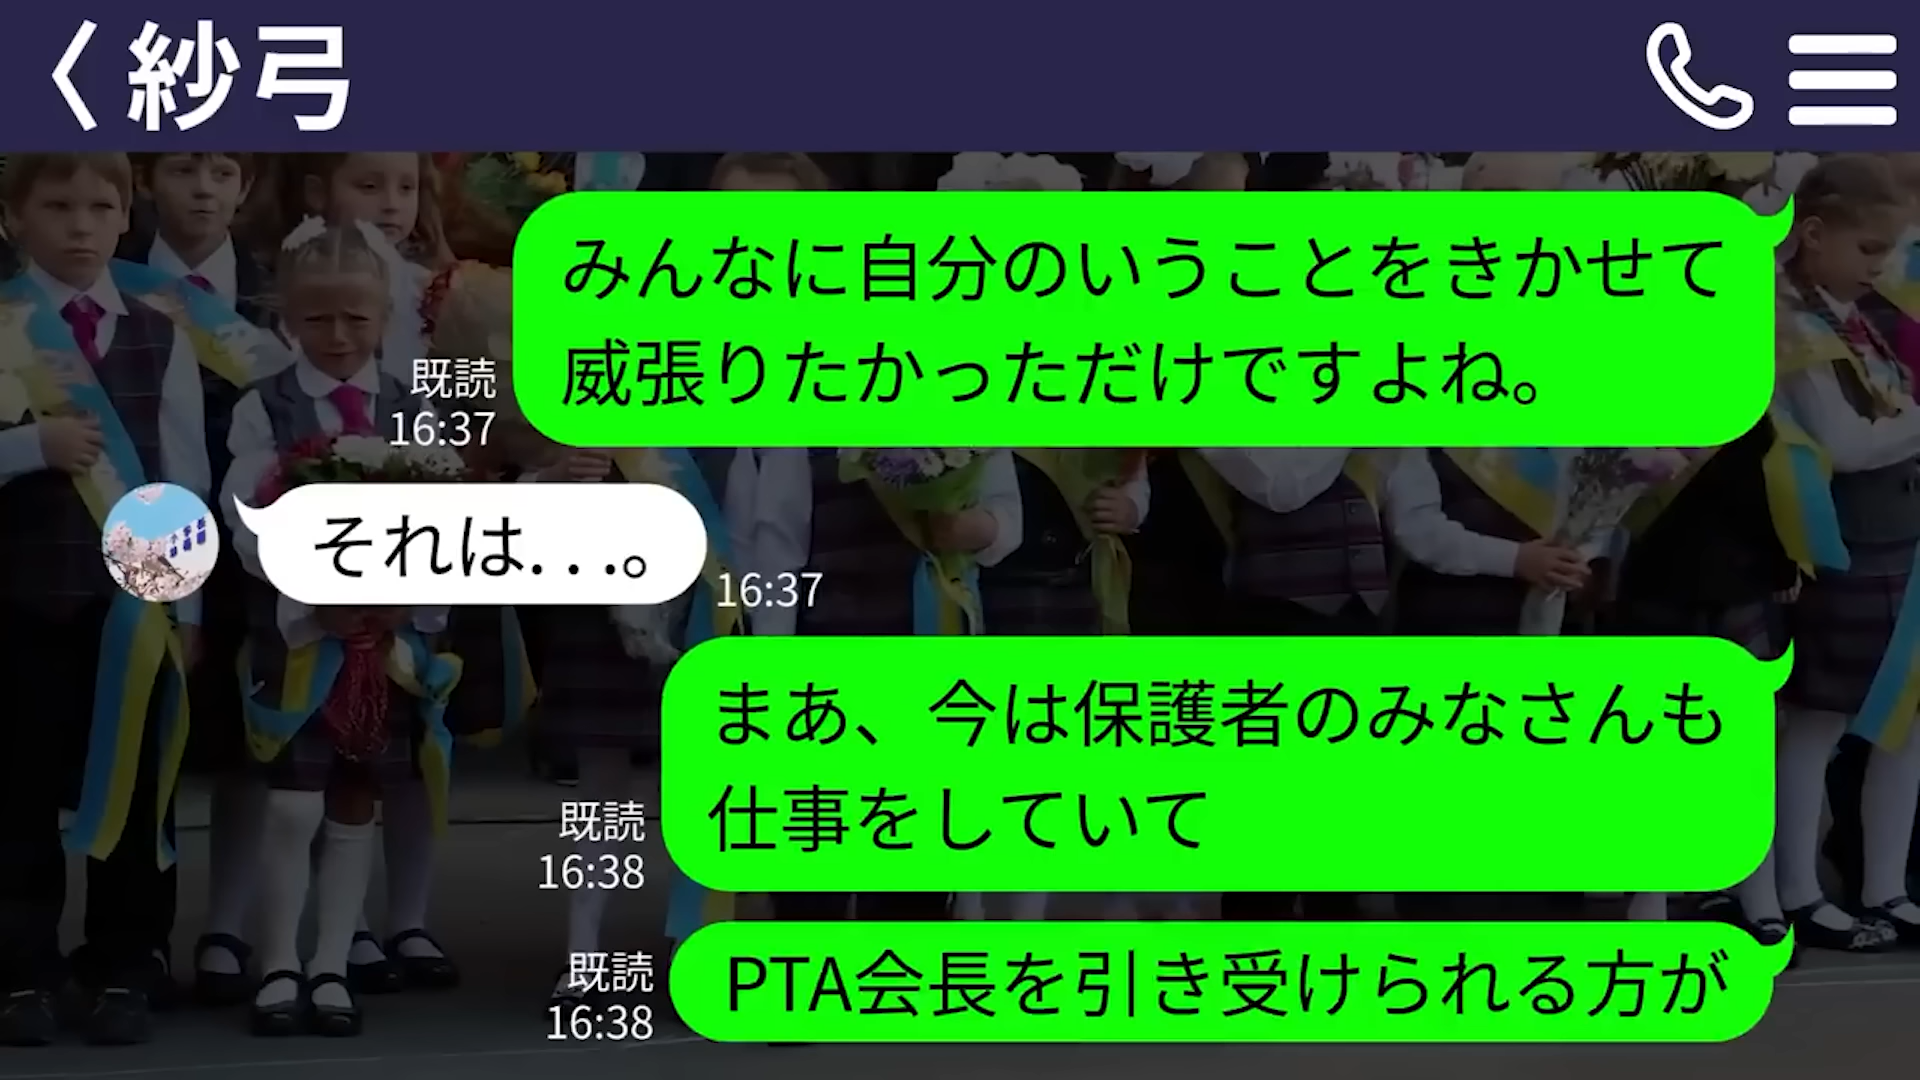 紗弓
みんなに自分のいうことをきかせて
威張りたかっただけですよね。
既読
16:37
それは...。
16:37
まあ、今は保護者のみなさんも
仕事をしていて
既読
16:38
PTA会長を引き受けられる方が
既読
16:38